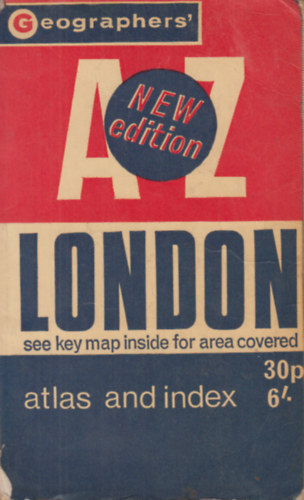 Geographers'
A-Z
NEW
edition
LONDON
see key map inside for area covered
30p
atlas and index 6/-